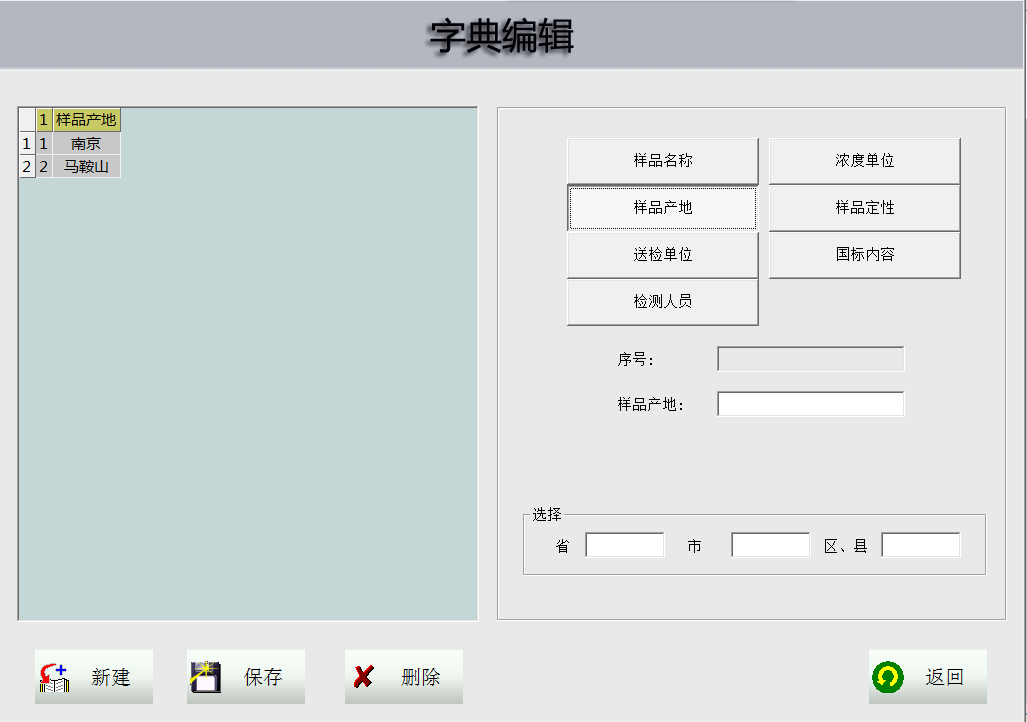 字典编辑
1 样品产地
1 1 南京
2 2 马鞍山
样品名称 浓度单位
样品产地 样品定性
送检单位 国标内容
检测人员
序号:
样品产地:
选择
省 市 区、县
新建 保存 删除 返回